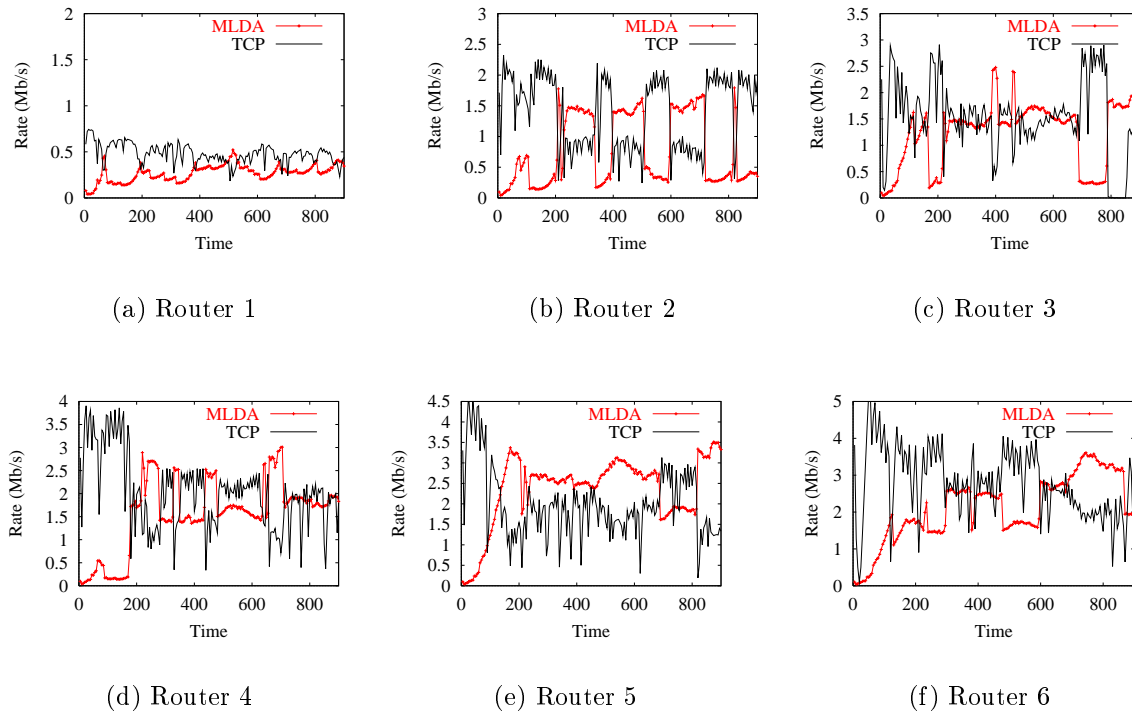 MLDA
TCP
Rate (Mb/s)
2
1.5
1
0.5
0
0 200 400 600 800
Time
(a) Router 1
MLDA
TCP
Rate (Mb/s)
3
2.5
2
1.5
1
0.5
0
0 200 400 600 800
Time
(b) Router 2
MLDA
TCP
Rate (Mb/s)
3.5
3
2.5
2
1.5
1
0.5
0
0 200 400 600 800
Time
(c) Router 3
MLDA
TCP
Rate (Mb/s)
4
3.5
3
2.5
2
1.5
1
0.5
0
0 200 400 600 800
Time
(d) Router 4
MLDA
TCP
Rate (Mb/s)
4.5
4
3.5
3
2.5
2
1.5
1
0.5
0
0 200 400 600 800
Time
(e) Router 5
MLDA
TCP
Rate (Mb/s)
5
4
3
2
1
0
0 200 400 600 800
Time
(f) Router 6